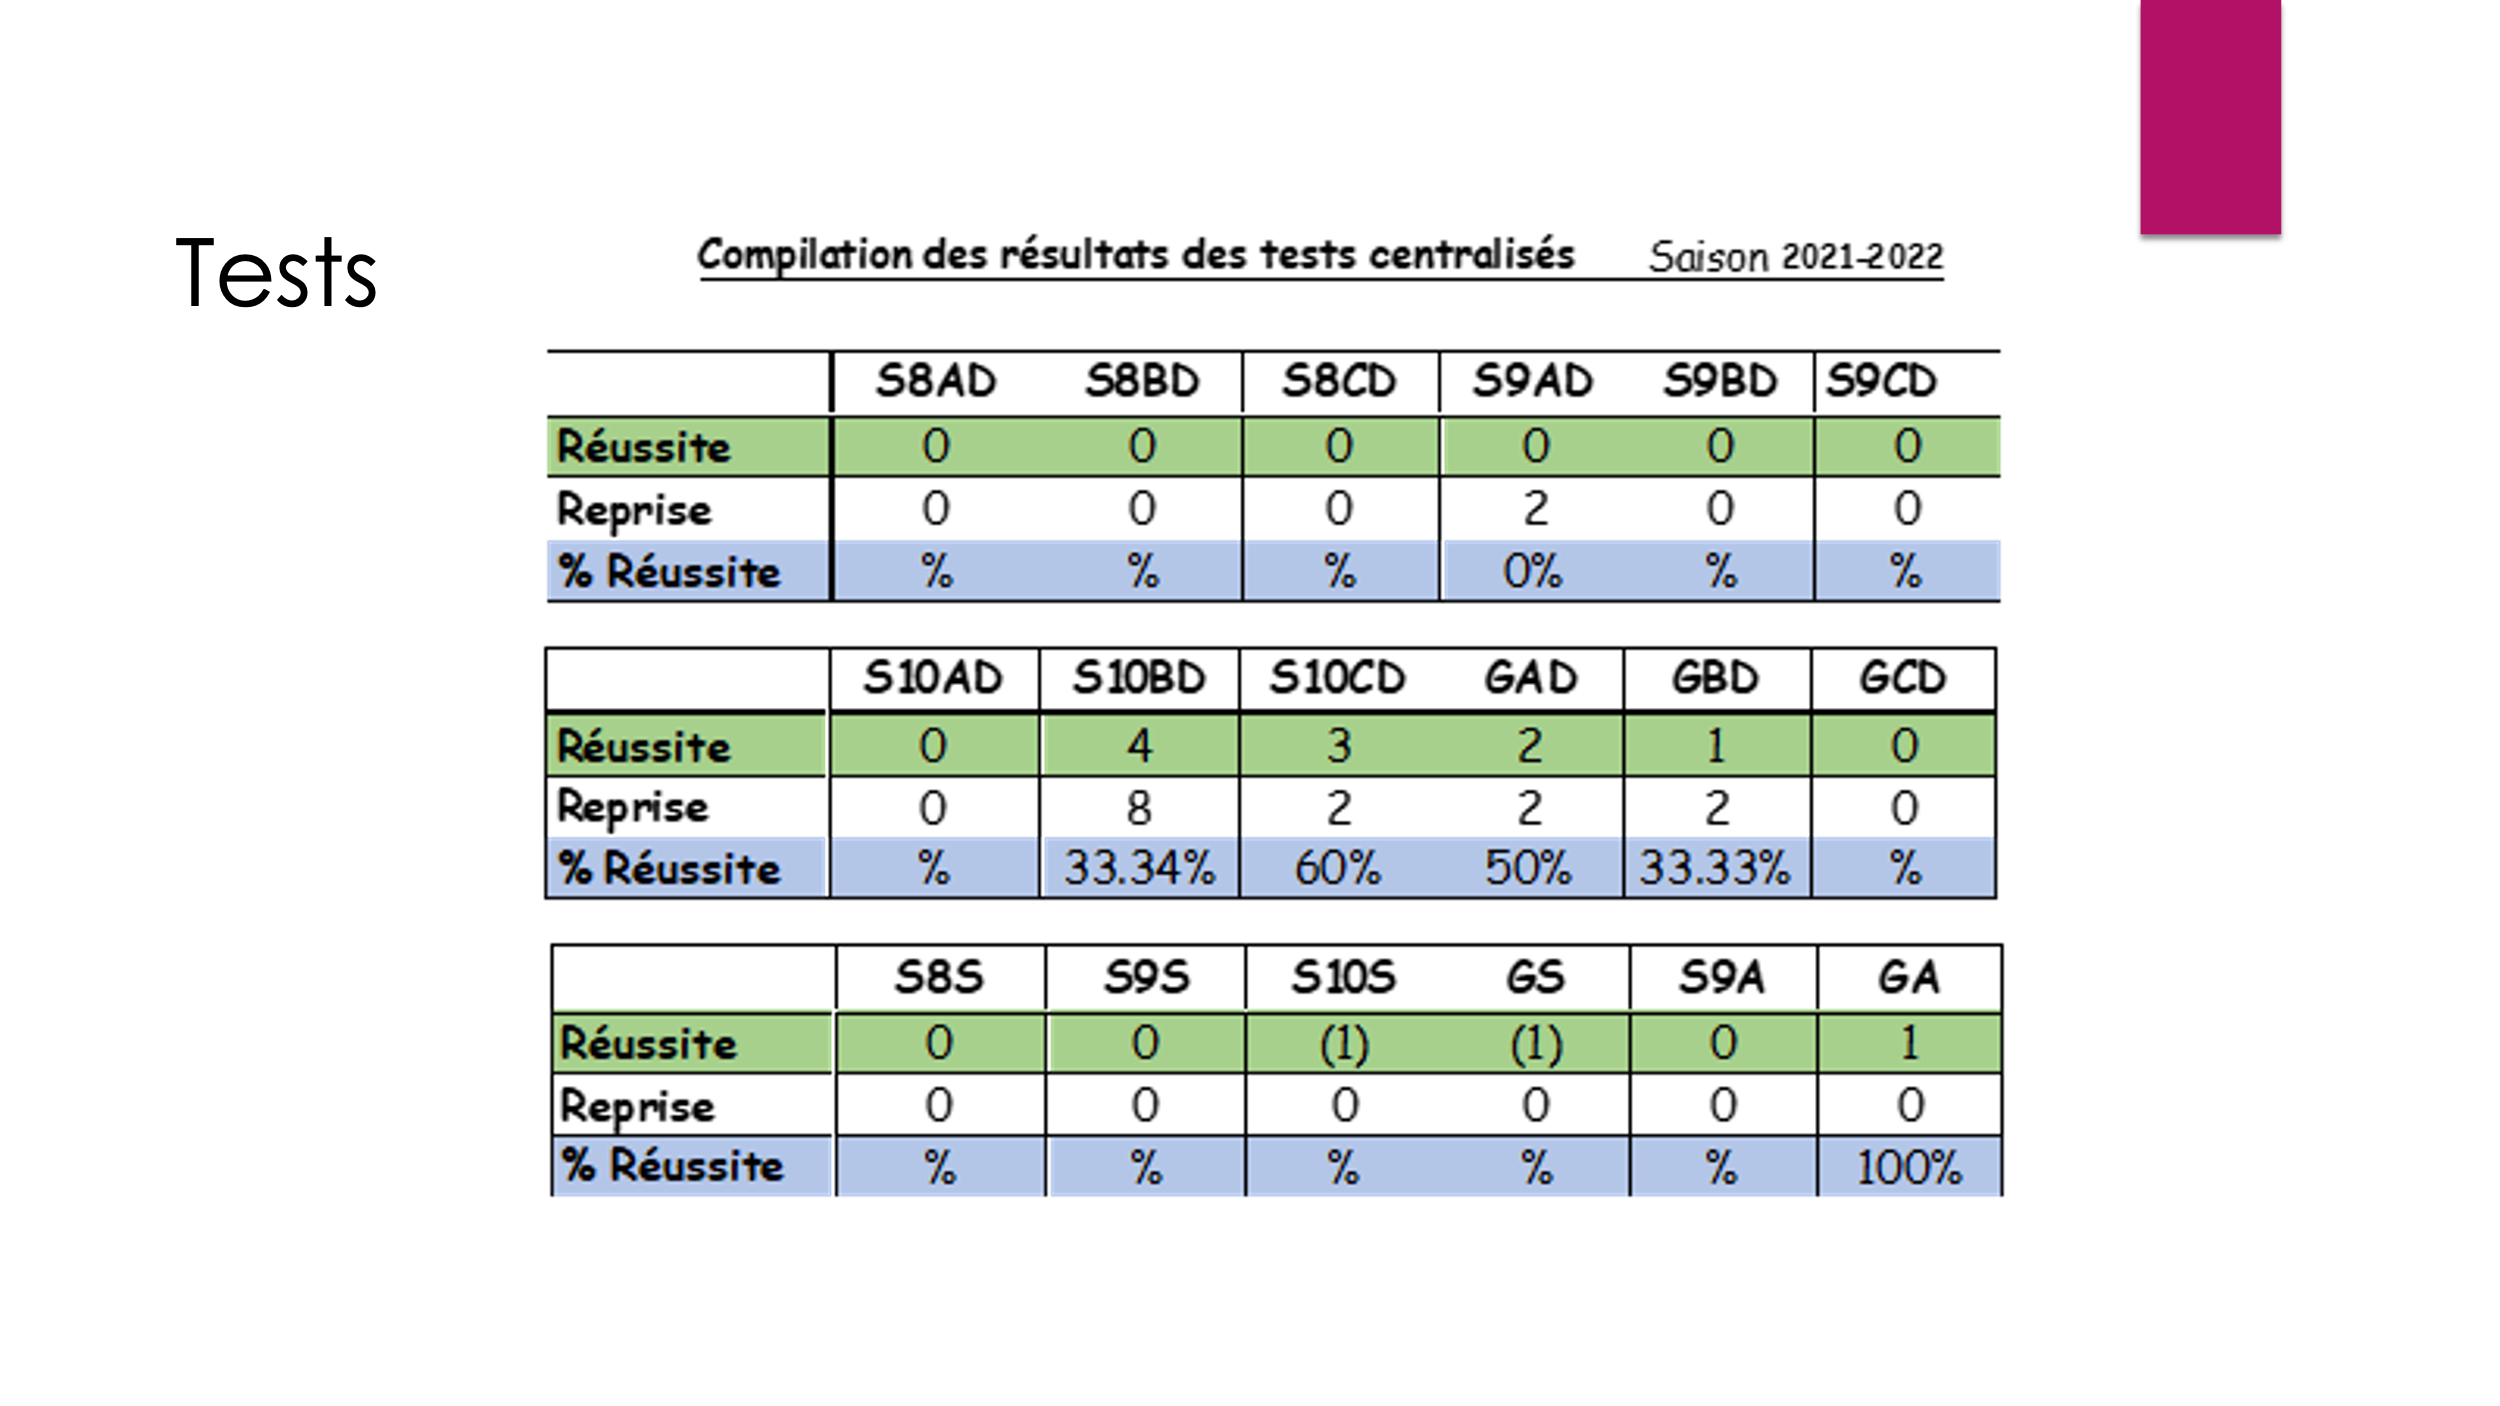 Tests
Compilation des résultats des tests centralisés Saison 2021-2022
S8AD S8BD S8CD S9AD S9BD S9CD
Réussite 0 0 0 0 0 0
Reprise 0 0 0 2 0 0
% Réussite % % % 0% % %
S10AD S10BD S10CD GAD GBD GCD
Réussite 0 4 3 2 1 0
Reprise 0 8 2 2 2 0
% Réussite % 33.34% 60% 50% 33.33% %
S8S S9S S10S GS S9A GA
Réussite 0 0 (1) (1) 0 1
Reprise 0 0 0 0 0 0
% Réussite % % % % % 100%